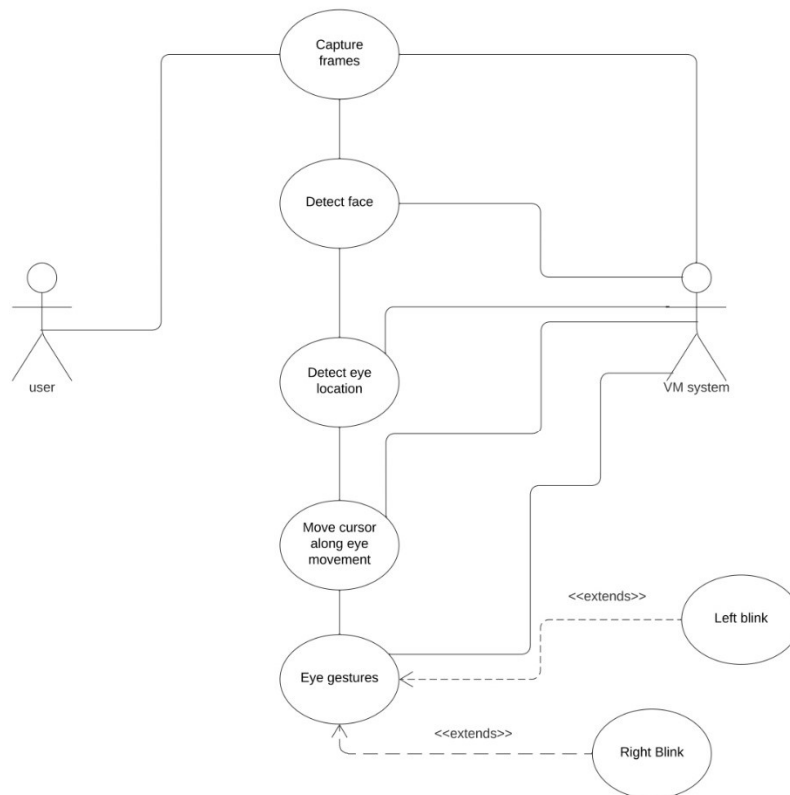 Capture
frames
Detect face
user
Detect eye
location
VM system
Move cursor
along eye
movement
<<extends>>
Left blink
Eye gestures
<<extends>>
Right Blink